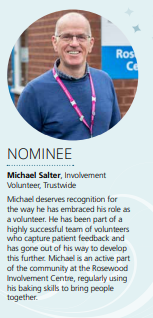 Rose
Ce
NOMINEE
Michael Salter, Involvement
Volunteer, Trustwide
Michael deserves recognition for
the way he has embraced his role as
a volunteer. He has been part of a
highly successful team of volunteers
who capture patient feedback and
has gone out of his way to develop
this further. Michael is an active part
of the community at the Rosewood
Involvement Centre, regularly using
his baking skills to bring people
together.